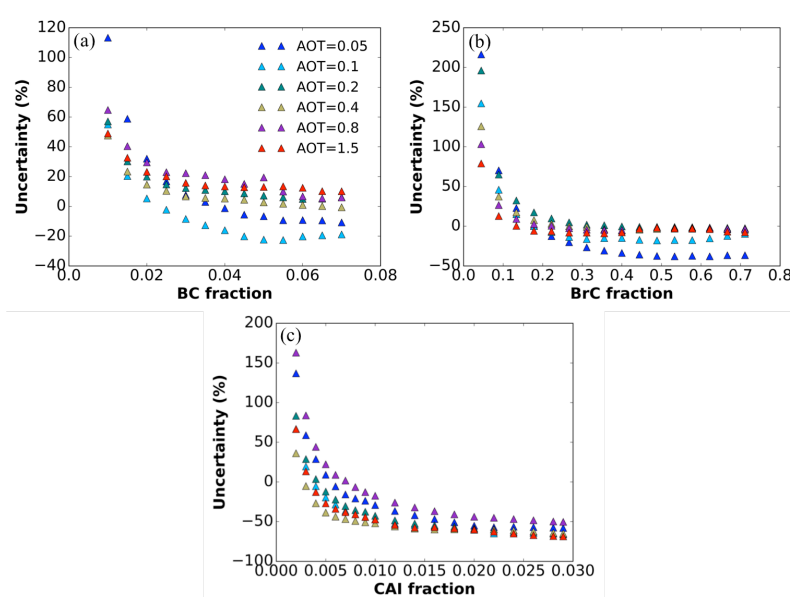 (a)
120
100
80
60
40
20
0
−20
−40
0.0 0.02 0.04 0.06 0.08
Uncertainty (%)
BC fraction
AOT=0.05
AOT=0.1
AOT=0.2
AOT=0.4
AOT=0.8
AOT=1.5
(b)
250
200
150
100
50
0
−50
0.0 0.1 0.2 0.3 0.4 0.5 0.6 0.7 0.8
Uncertainty (%)
BrC fraction
(c)
200
150
100
50
0
−50
−100
0.000 0.005 0.010 0.015 0.020 0.025 0.030
Uncertainty (%)
CAI fraction